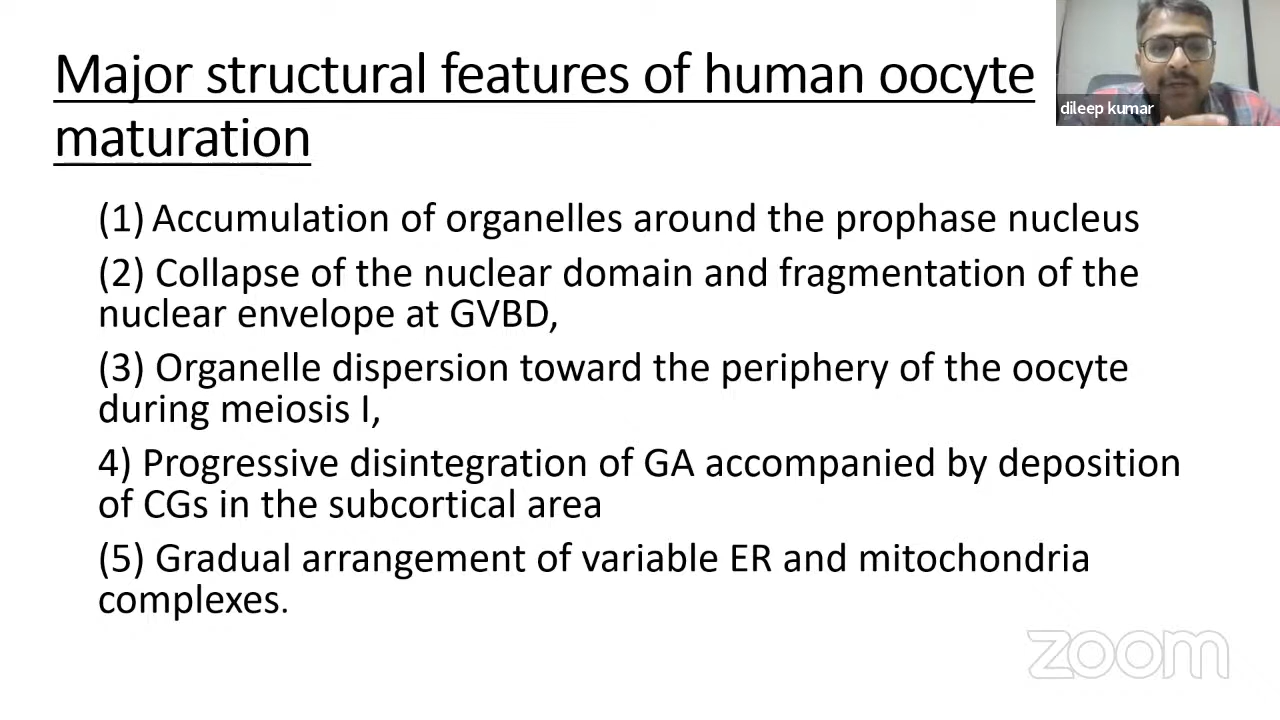 Major structural features of human oocyte
maturation
dileep kumar
(1) Accumulation of organelles around the prophase nucleus
(2) Collapse of the nuclear domain and fragmentation of the
nuclear envelope at GVBD,
(3) Organelle dispersion toward the periphery of the oocyte
during meiosis I,
4) Progressive disintegration of GA accompanied by deposition
of CGs in the subcortical area
(5) Gradual arrangement of variable ER and mitochondria
complexes.
zoom